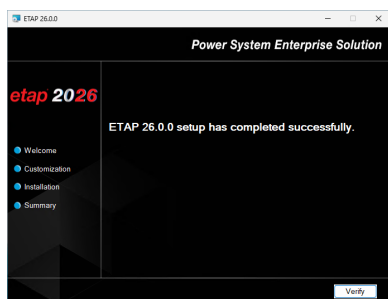 ETAP 26.0.0
Power System Enterprise Solution
etap 2026
ETAP 26.0.0 setup has completed successfully.
Welcome
Customization
Installation
Summary
Verify